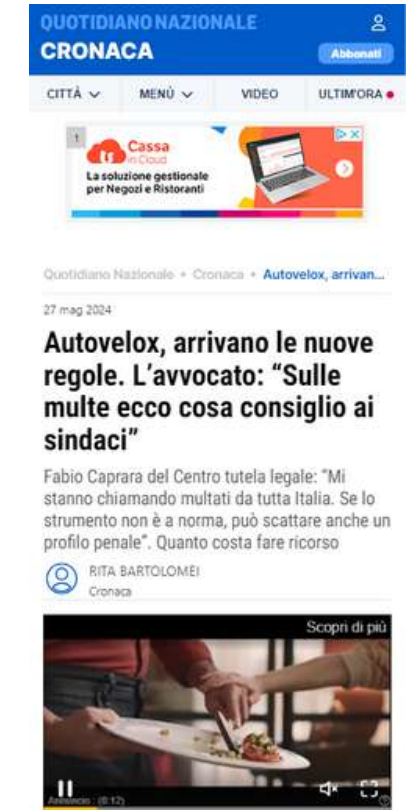 QUOTIDIANO NAZIONALE
CRONACA
Abbonati
CITTÀ
MENÙ
VIDEO
ULTIM'ORA
1
Cassa
in Cloud
La soluzione gestionale
per Negozi e Ristoranti
Quotidiano Nazionale • Cronaca • Autovelox, arrivan...
27 mag 2024
Autovelox, arrivano le nuove
regole. L’avvocato: “Sulle
multe ecco cosa consiglio ai
sindaci”
Fabio Caprara del Centro tutela legale: “Mi
stanno chiamando multati da tutta Italia. Se lo
strumento non è a norma, può scattare anche un
profilo penale”. Quanto costa fare ricorso
RITA BARTOLOMEI
Cronaca
Scopri di più
Annuncio : (0:12)